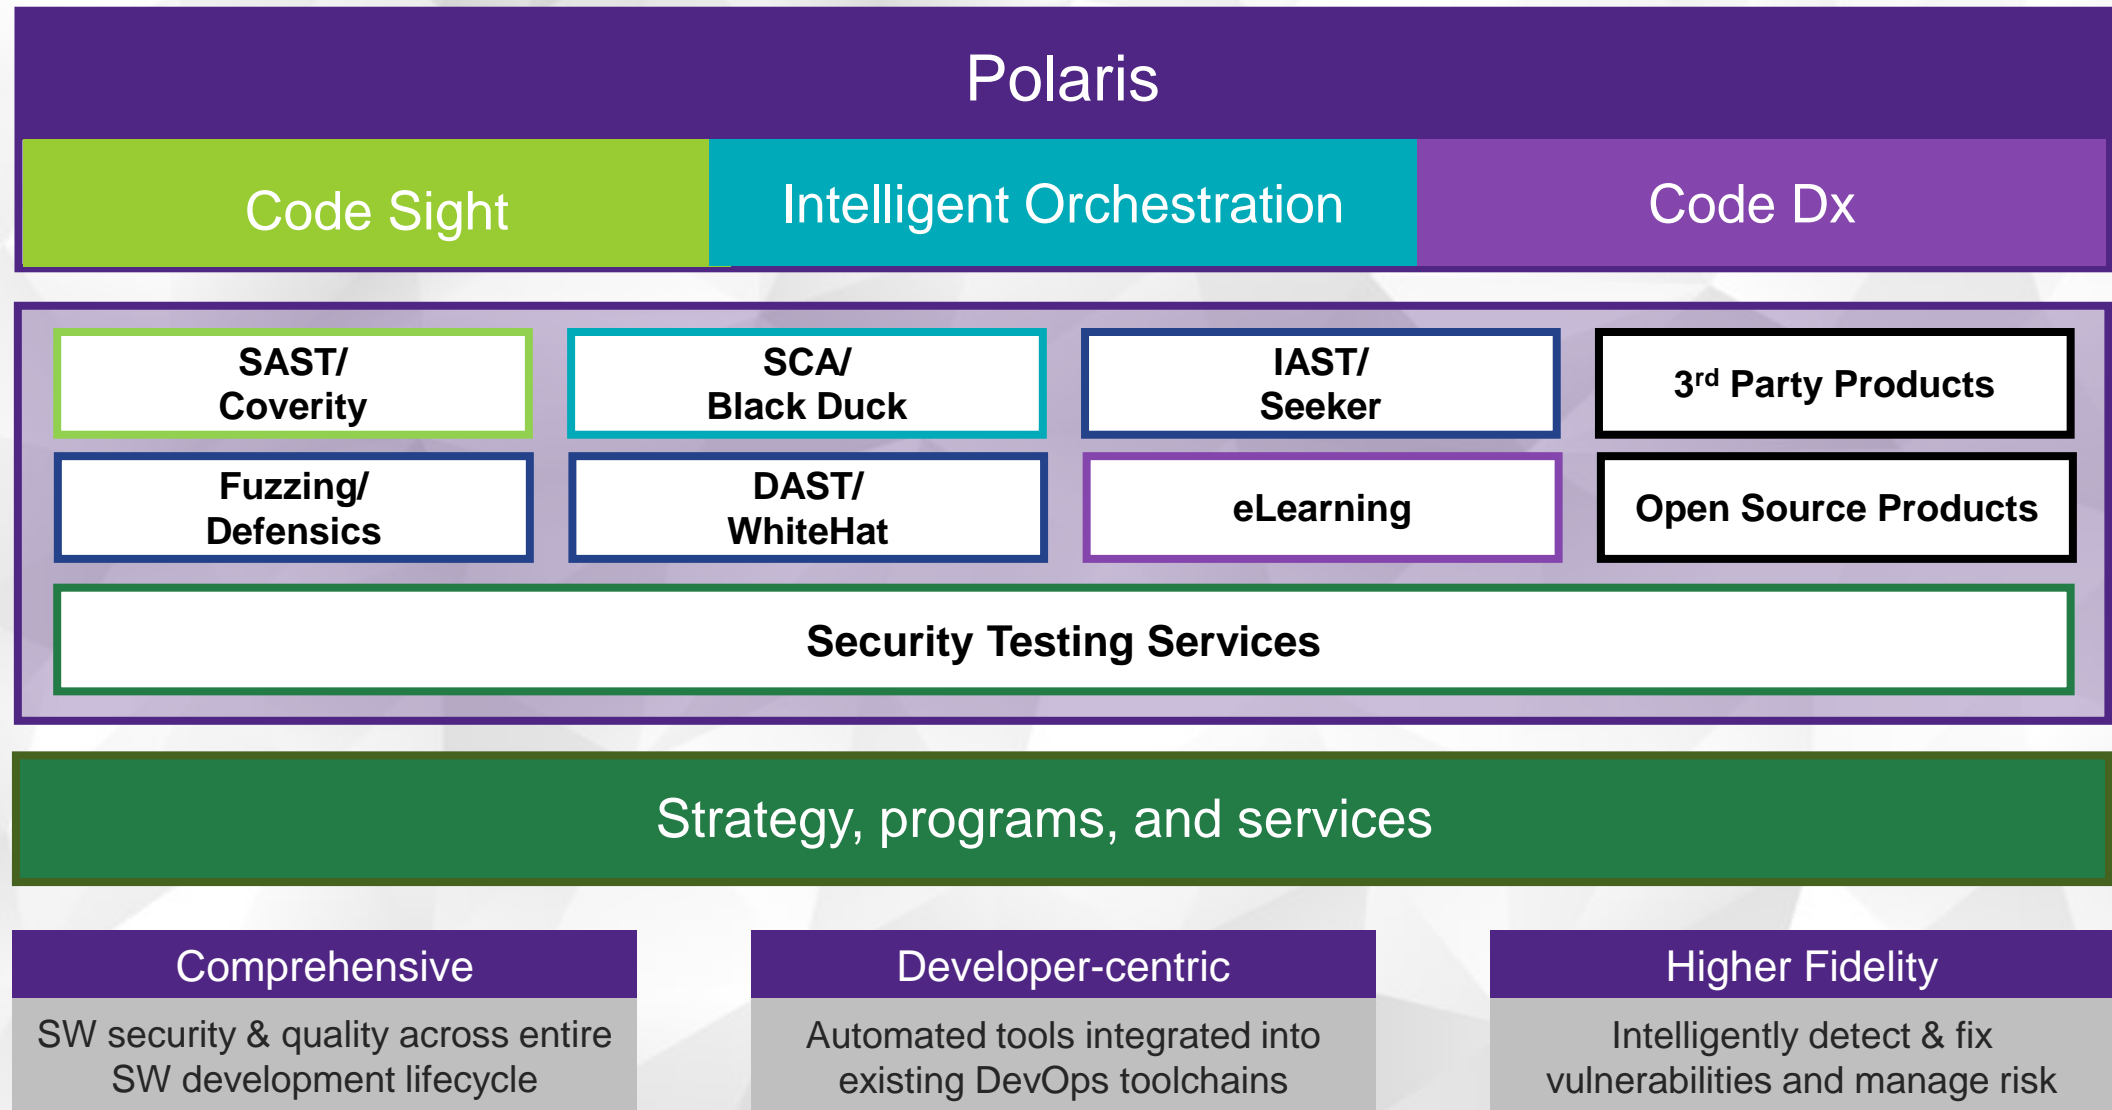 Polaris
Code Sight
Intelligent Orchestration
Code Dx
SAST/
Coverity
SCA/
Black Duck
IAST/
Seeker
3rd Party Products
Fuzzing/
Defensics
DAST/
WhiteHat
eLearning
Open Source Products
Security Testing Services
Strategy, programs, and services
Comprehensive
SW security & quality across entire
SW development lifecycle
Developer-centric
Automated tools integrated into
existing DevOps toolchains
Higher Fidelity
Intelligently detect & fix
vulnerabilities and manage risk